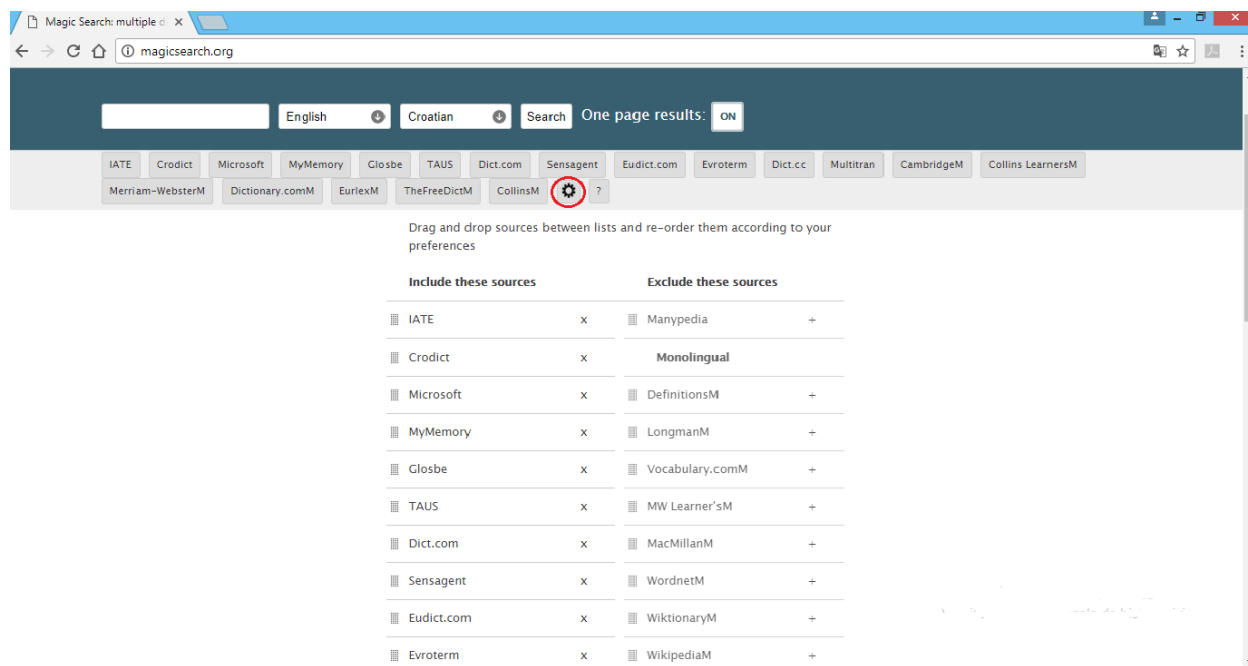 Magic Search: multiple d
magicsearch.org
English Croatian Search One page results: ON
IATE Crodict Microsoft MyMemory Glosbe TAUS Dict.com Sensagent Eudict.com Evroterm Dict.cc Multitran CambridgeM Collins LearnersM
Merriam-WebsterM Dictionary.comM EurlexM TheFreeDictM CollinsM ?
Drag and drop sources between lists and re-order them according to your
preferences
Include these sources Exclude these sources
IATE x Manypedia +
Crodict x Monolingual
Microsoft x DefinitionsM +
MyMemory x LongmanM +
Glosbe x Vocabulary.comM +
TAUS x MW Learner'sM +
Dict.com x MacMillanM +
Sensagent x WordnetM +
Eudict.com x WiktionaryM +
Evroterm x WikipediaM +